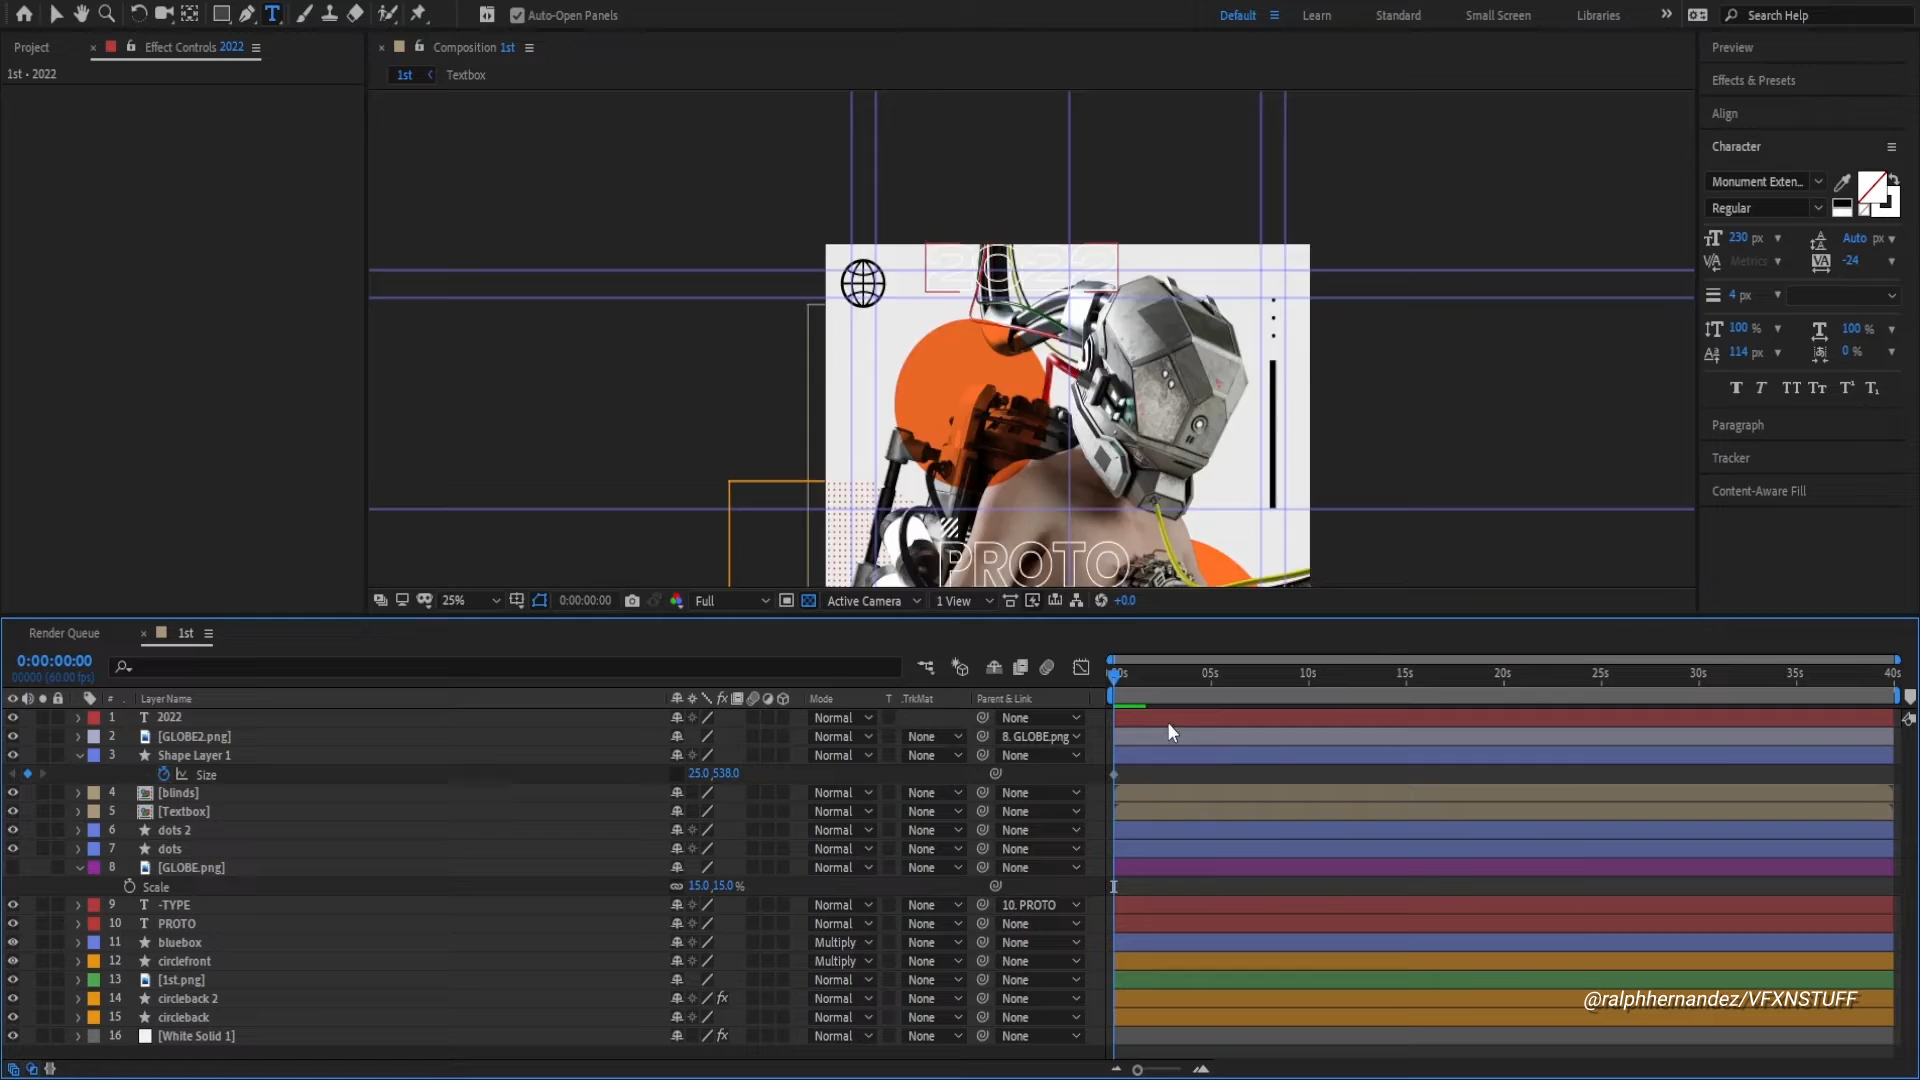 Auto-Open Panels
Default
Learn
Standard
Small Screen
Libraries
Search Help
Project
Effect Controls 2022
Composition 1st
1st • 2022
1st
Textbox
Preview
Effects & Presets
Align
Character
Monument Exten...
Regular
230 px
Auto px
Metrics
-24
4 px
100 %
100 %
114 px
0 %
T T TT Tr T¹ T₁
Paragraph
Tracker
Content-Aware Fill
2022
PROTO
25%
0:00:00:00
Full
Active Camera
1 View
+0.0
Render Queue
1st
0:00:00:00
00000 (60.00 fps)
05s
10s
15s
20s
25s
30s
35s
40s
# . Layer Name
Mode
T .TrkMat
Parent & Link
1 T 2022 Normal None
2 [GLOBE2.png] Normal None 8. GLOBE.png
3 Shape Layer 1 Normal None None
Size 25.0,538.0
4 [blinds] Normal None None
5 [Textbox] Normal None None
6 dots 2 Normal None None
7 dots Normal None None
8 [GLOBE.png] Normal None None
Scale 15.0,15.0 %
9 T -TYPE Normal None 10. PROTO
10 T PROTO Normal None None
11 bluebox Multiply None None
12 circlefront Multiply None None
13 [1st.png] Normal None None
14 circleback 2 fx Normal None None
15 circleback Normal None None
16 [White Solid 1] fx Normal None None
@ralphhernandez/VFXNSTUFF